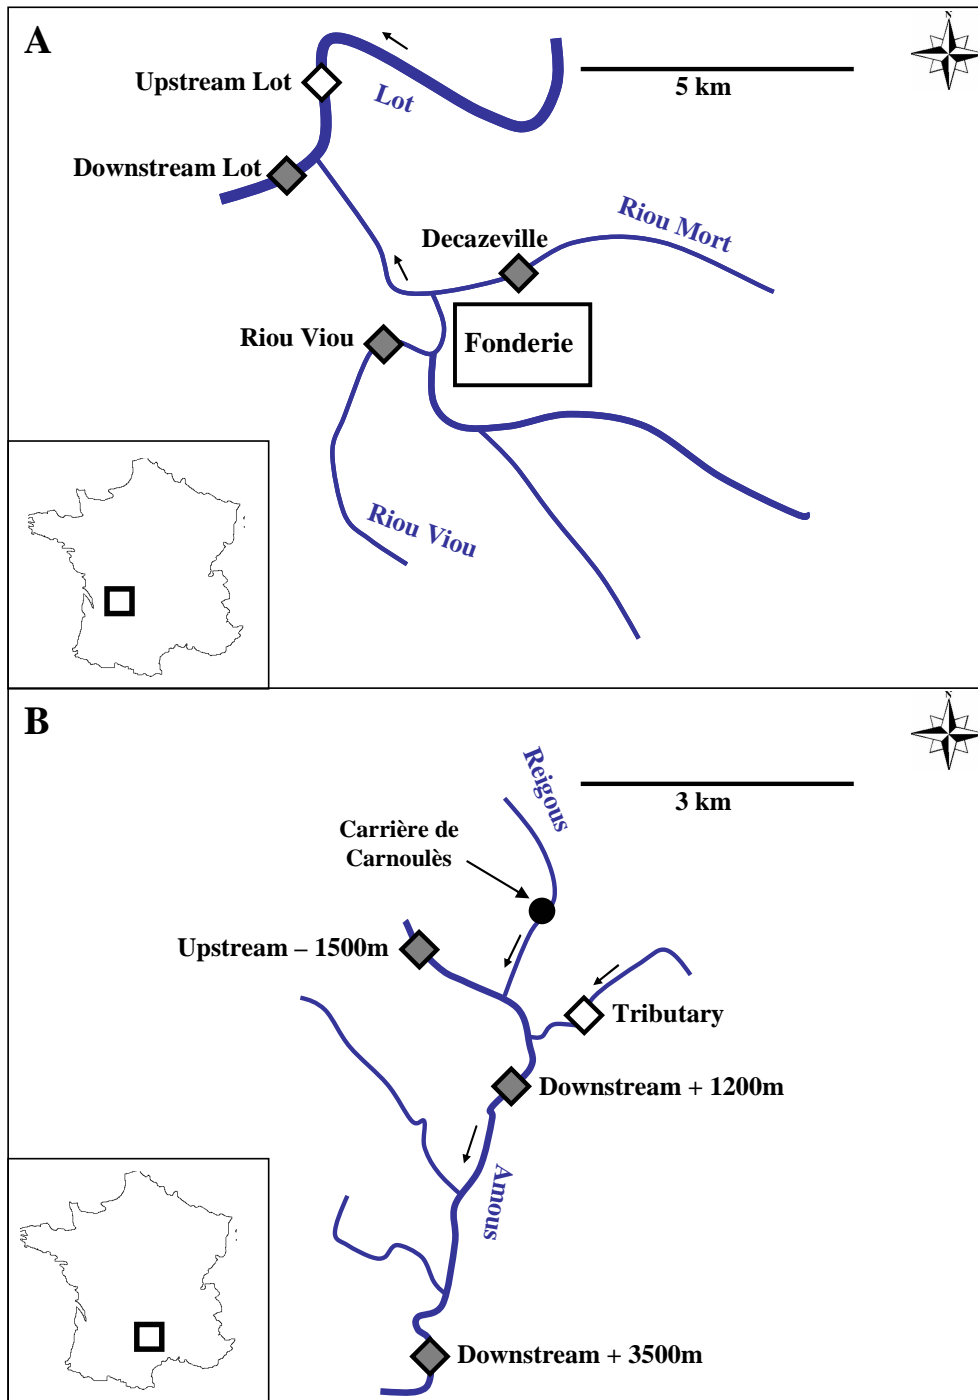 A
N
Upstream Lot
Lot
5 km
Downstream Lot
Riou Mort
Decazeville
Riou Viou
Fonderie
Riou Viou
B
N
Reigous
3 km
Carrière de
Carnoulès
Upstream – 1500m
Tributary
Downstream + 1200m
Amous
Downstream + 3500m